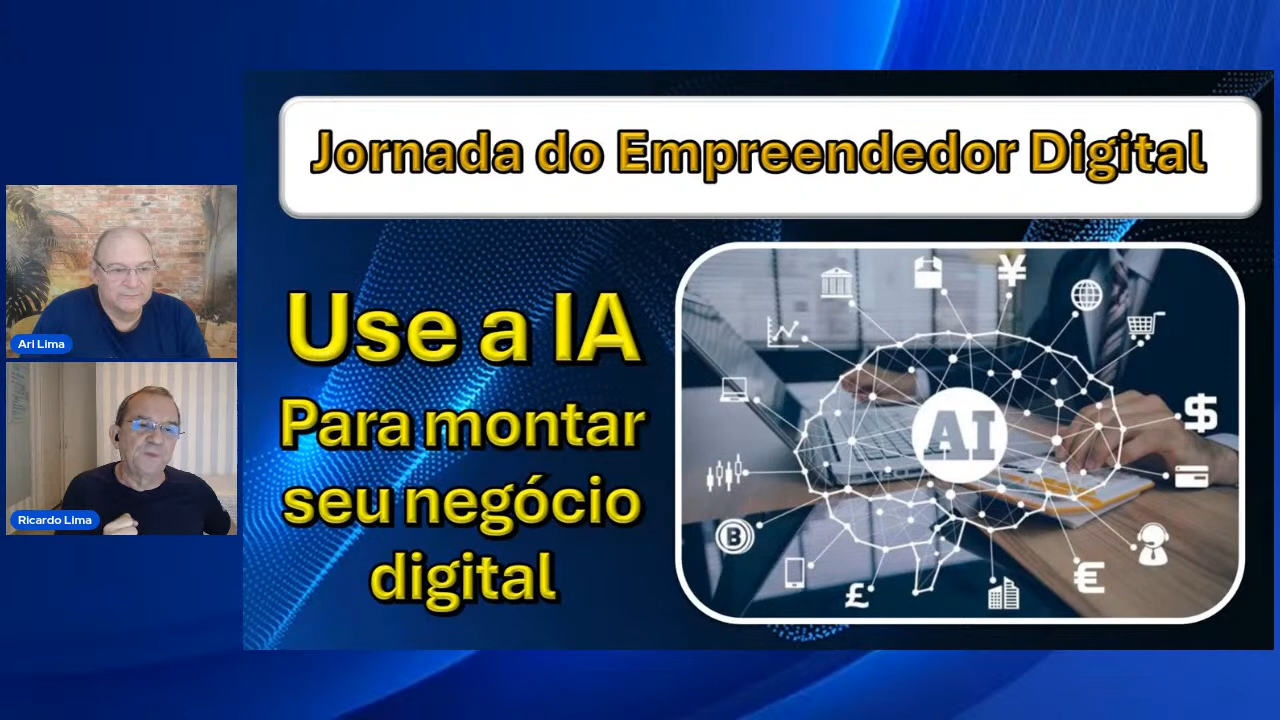 Jornada do Empreendedor Digital
Use a IA
Para montar
seu negócio
digital
AI
Ari Lima
Ricardo Lima